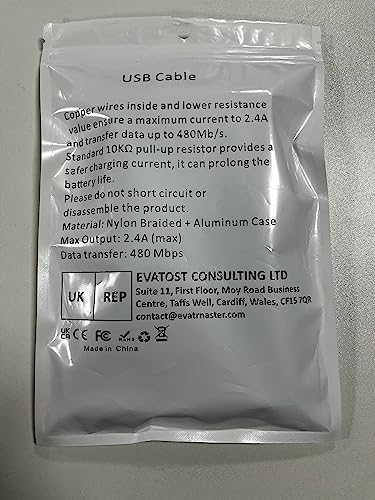 USB Cable
Copper wires inside and lower resistance
value ensure a maximum current to 2.4A
and transfer data up to 480Mb/s.
Standard 10KΩ pull-up resistor provides a
safer charging current, it can prolong the
battery life.
Please do not short circuit or
disassemble the product.
Material: Nylon Braided + Aluminum Case
Max Output: 2.4A (max)
Data transfer: 480 Mbps
UK REP
EVATOST CONSULTING LTD
Suite 11, First Floor, Moy Road Business
Centre, Taffs Well, Cardiff, Wales, CF15 7QR
contact@evatmaster.com
UK CA CE FC RoHS
Made in China